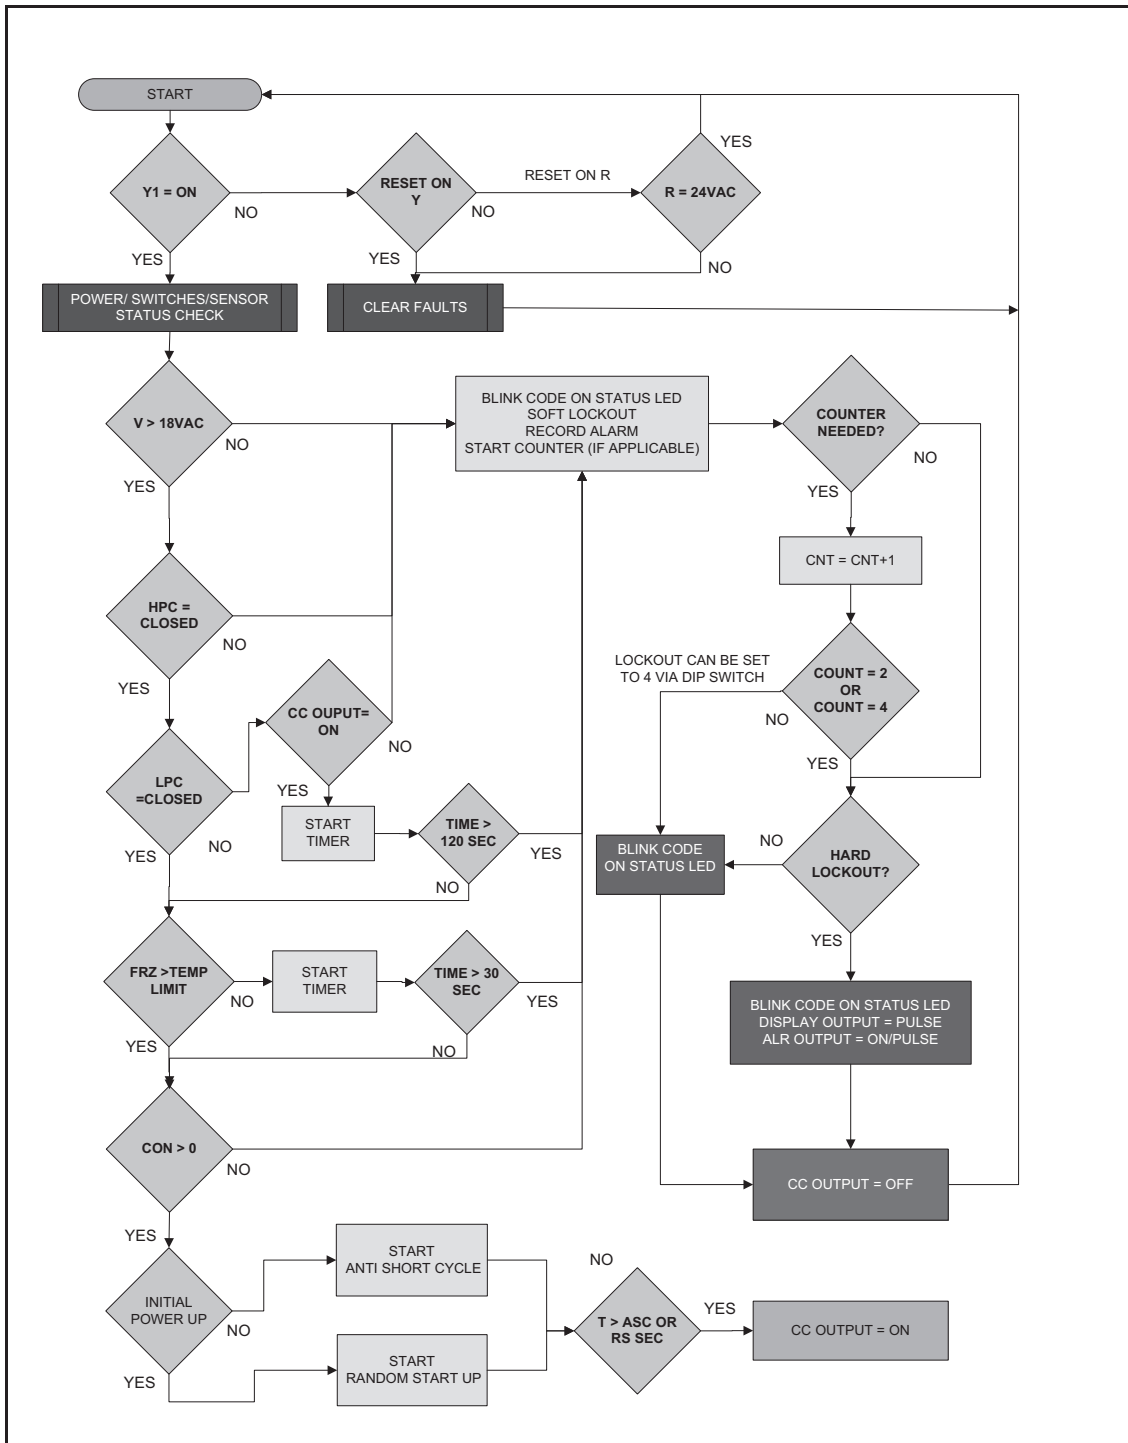 START
Y1 = ON
NO
YES
RESET ON
Y
NO
YES
RESET ON R
R = 24VAC
YES
NO
POWER/ SWITCHES/SENSOR
STATUS CHECK
CLEAR FAULTS
V > 18VAC
NO
YES
BLINK CODE ON STATUS LED
SOFT LOCKOUT
RECORD ALARM
START COUNTER (IF APPLICABLE)
COUNTER
NEEDED?
NO
YES
CNT = CNT+1
HPC =
CLOSED
NO
YES
LOCKOUT CAN BE SET
TO 4 VIA DIP SWITCH
COUNT = 2
OR
COUNT = 4
NO
YES
CC OUPUT=
ON
NO
YES
LPC
=CLOSED
NO
YES
START
TIMER
TIME >
120 SEC
YES
NO
BLINK CODE
ON STATUS LED
NO
HARD
LOCKOUT?
YES
FRZ >TEMP
LIMIT
NO
YES
START
TIMER
TIME > 30
SEC
YES
NO
BLINK CODE ON STATUS LED
DISPLAY OUTPUT = PULSE
ALR OUTPUT = ON/PULSE
CON > 0
NO
YES
CC OUTPUT = OFF
INITIAL
POWER UP
NO
YES
START
ANTI SHORT CYCLE
START
RANDOM START UP
NO
T > ASC OR
RS SEC
YES
CC OUTPUT = ON